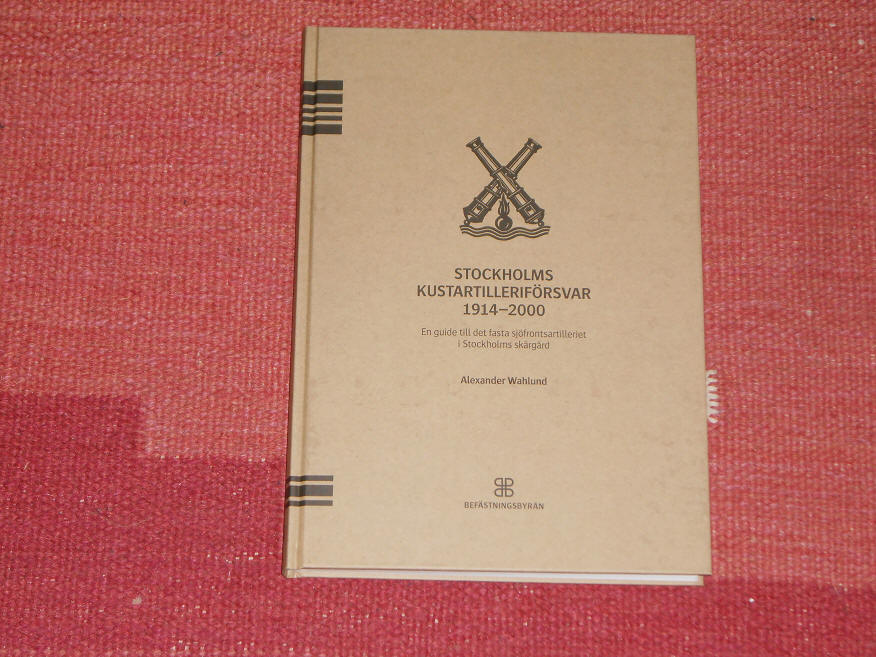 STOCKHOLMS
KUSTARTILLERIFÖRSVAR
1914–2000
En guide till det fasta sjöfrontsartilleriet
i Stockholms skärgård
Alexander Wahlund
BEFÄSTNINGSBYRÅN